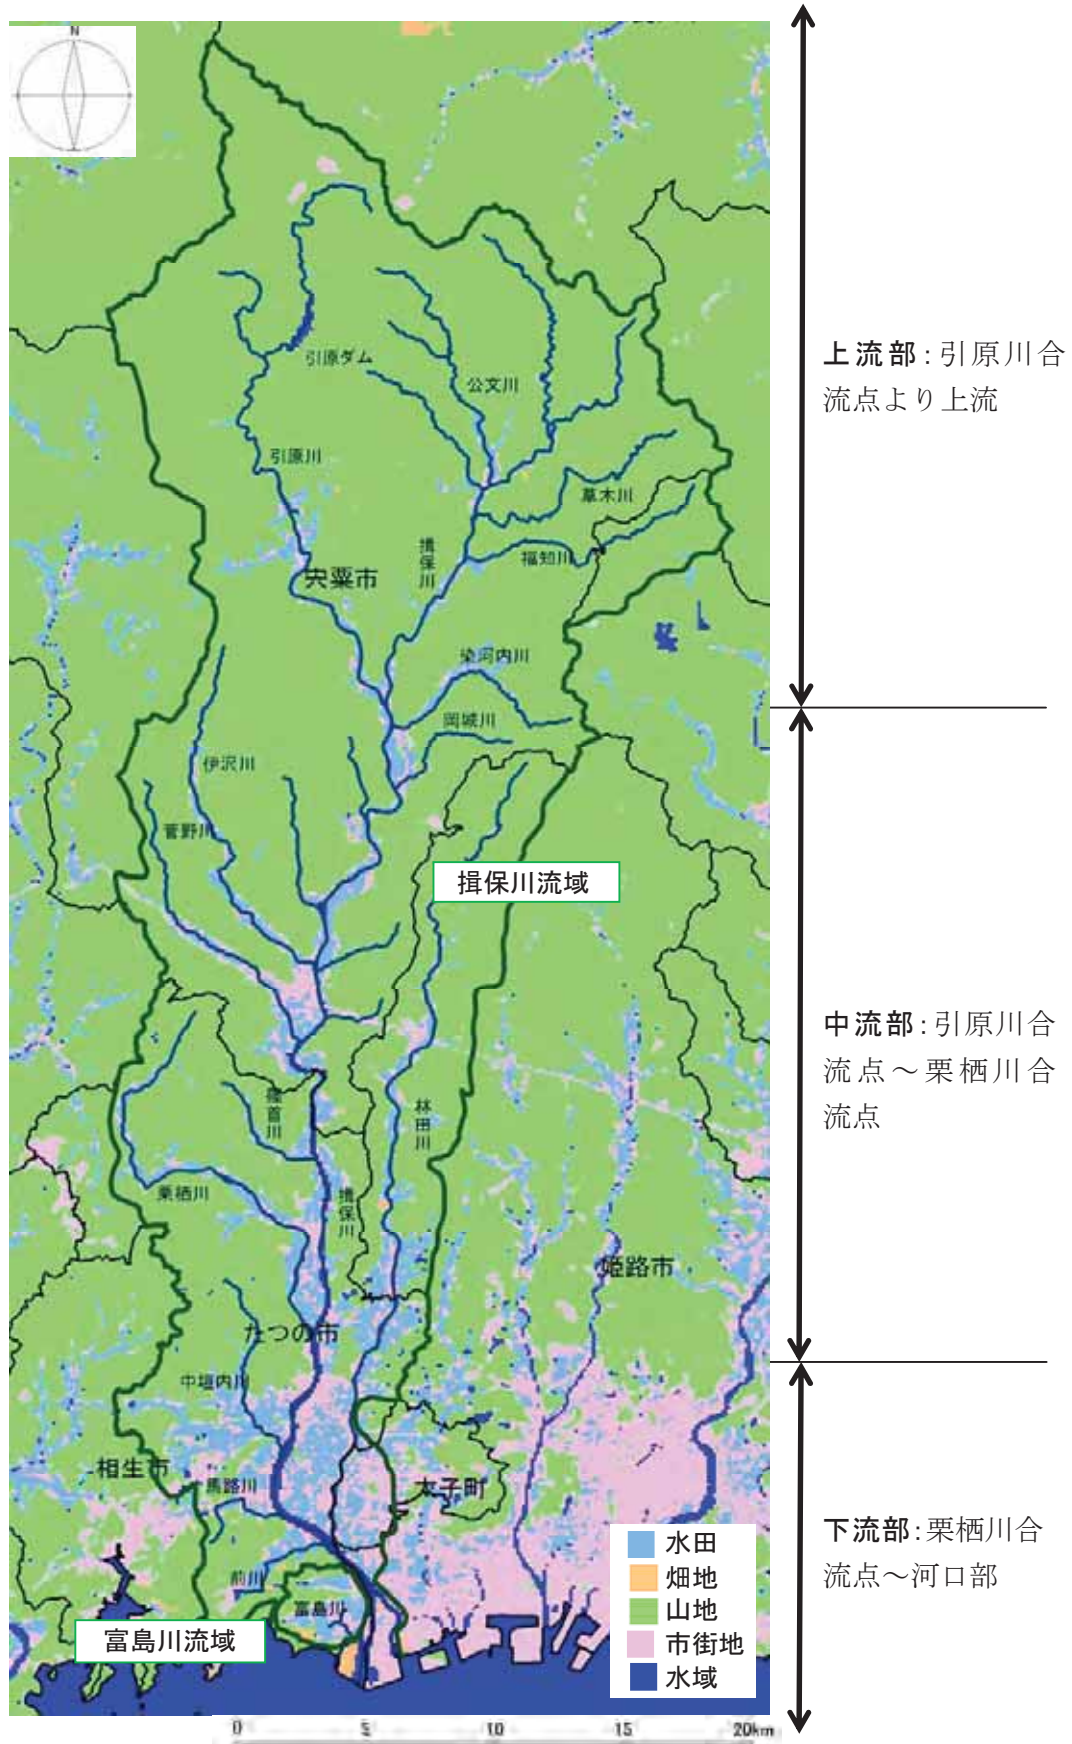 N
上流部:引原川合
流点より上流
引原ダム
公文川
引原川
草木川
揖保川
福知川
宍粟市
染河内川
岡城川
伊沢川
菅野川
揖保川流域
中流部:引原川合
流点～栗栖川合
流点
林田川
栗栖川
揖保川
姫路市
たつの市
中垣内川
相生市
馬路川
太子町
下流部:栗栖川合
流点～河口部
水田
畑地
山地
市街地
水域
前川
富島川
富島川流域
0 5 10 15 20km